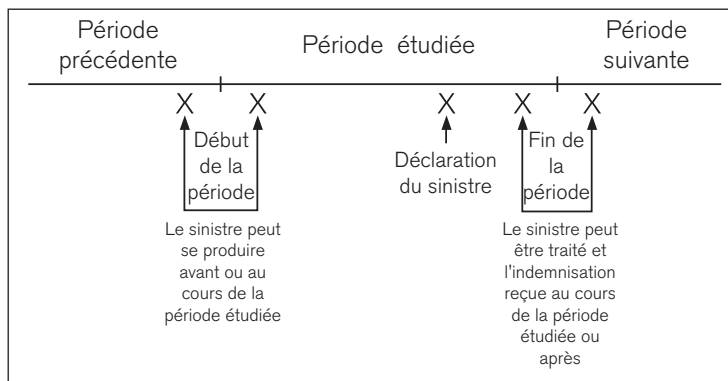 Période
précédente
Période étudiée
Période
suivante
X
X
X
X
X
Début
de la
période
Déclaration
du sinistre
Fin de
la
période
Le sinistre peut
se produire
avant ou au
cours de la
période étudiée
Le sinistre peut
être traité et
l'indemnisation
reçue au cours
de la période
étudiée ou
après